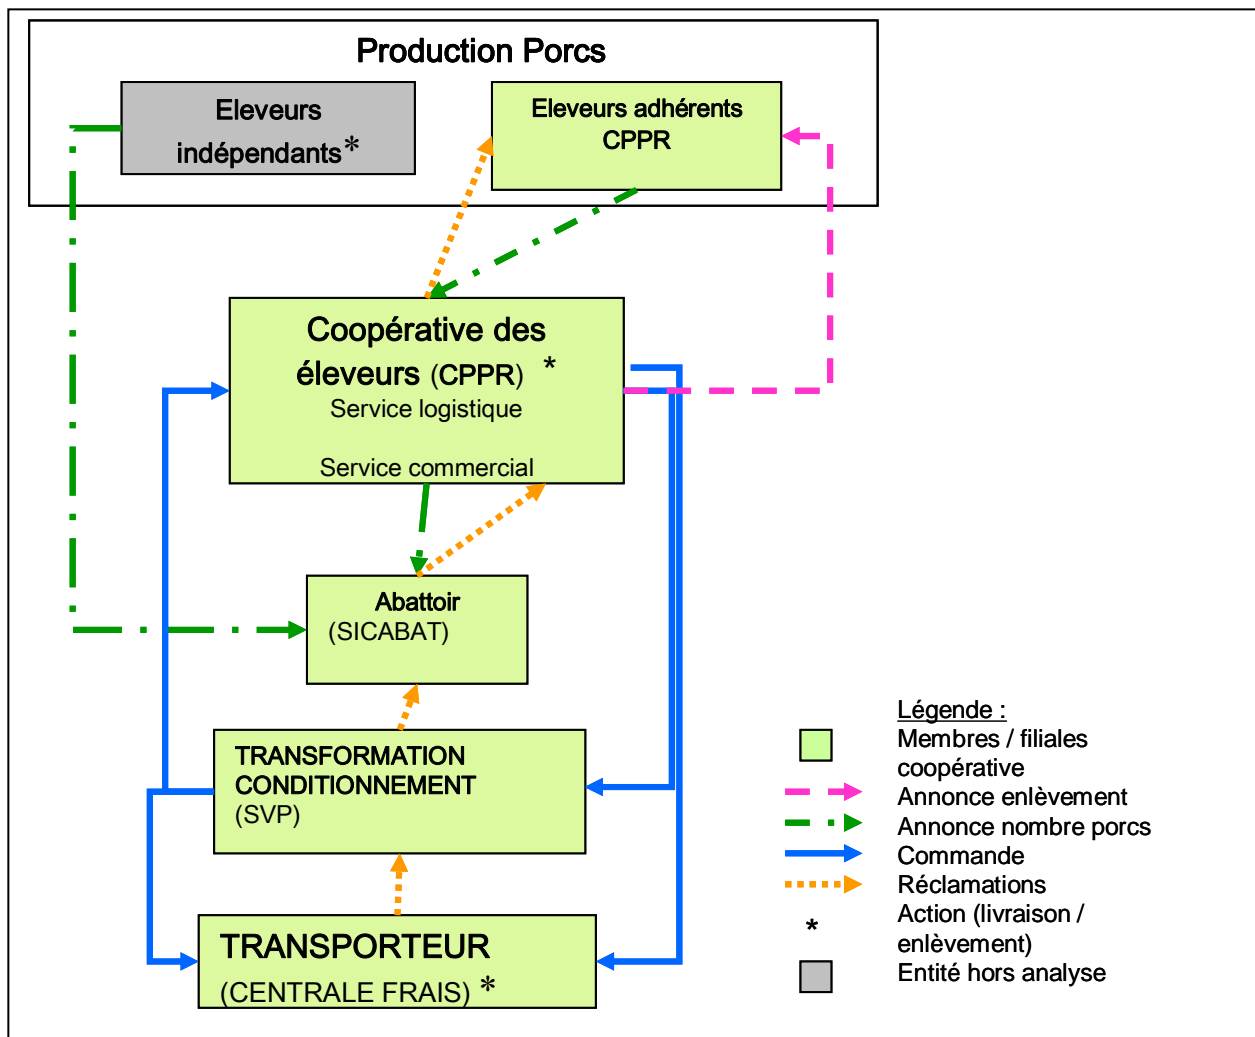 Production Porcs
Eleveurs
indépendants*
Eleveurs adhérents
CPPR
Coopérative des
éleveurs (CPPR) *
Service logistique
Service commercial
Abattoir
(SICABAT)
TRANSFORMATION
CONDITIONNEMENT
(SVP)
TRANSPORTEUR
(CENTRALE FRAIS) *
Légende :
Membres / filiales
coopérative
Annonce enlèvement
Annonce nombre porcs
Commande
Réclamations
* Action (livraison /
enlèvement)
Entité hors analyse